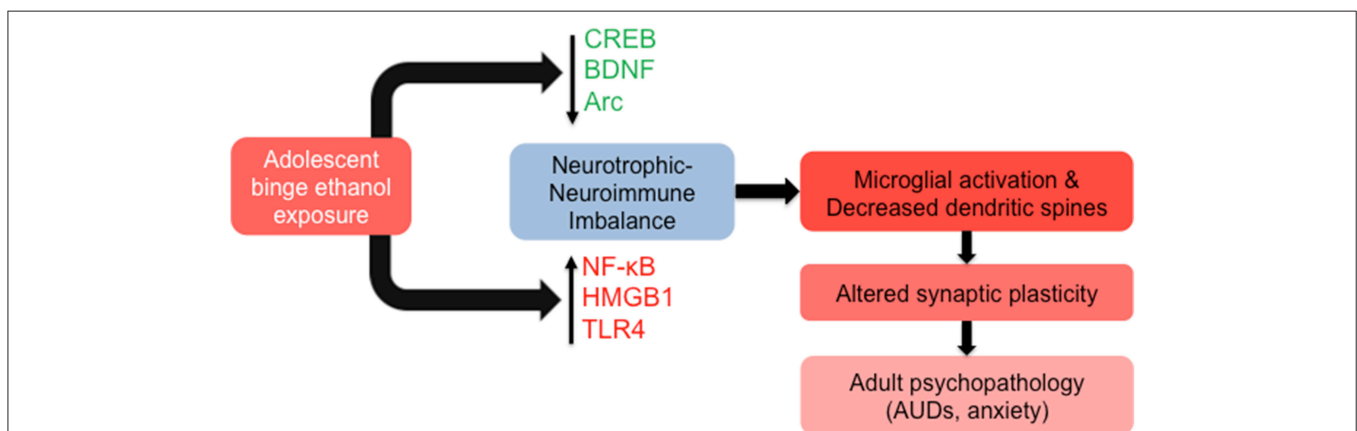 Adolescent
binge ethanol
exposure
CREB
BDNF
Arc
Neurotrophic-
Neuroimmune
Imbalance
NF-κB
HMGB1
TLR4
Microglial activation &
Decreased dendritic spines
Altered synaptic plasticity
Adult psychopathology
(AUDs, anxiety)